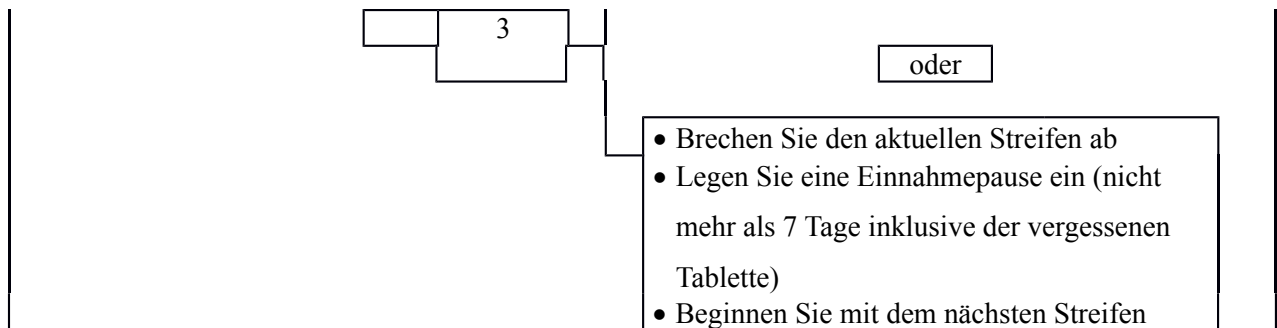 3
oder
• Brechen Sie den aktuellen Streifen ab
• Legen Sie eine Einnahmepause ein (nicht
mehr als 7 Tage inklusive der vergessenen
Tablette)
• Beginnen Sie mit dem nächsten Streifen